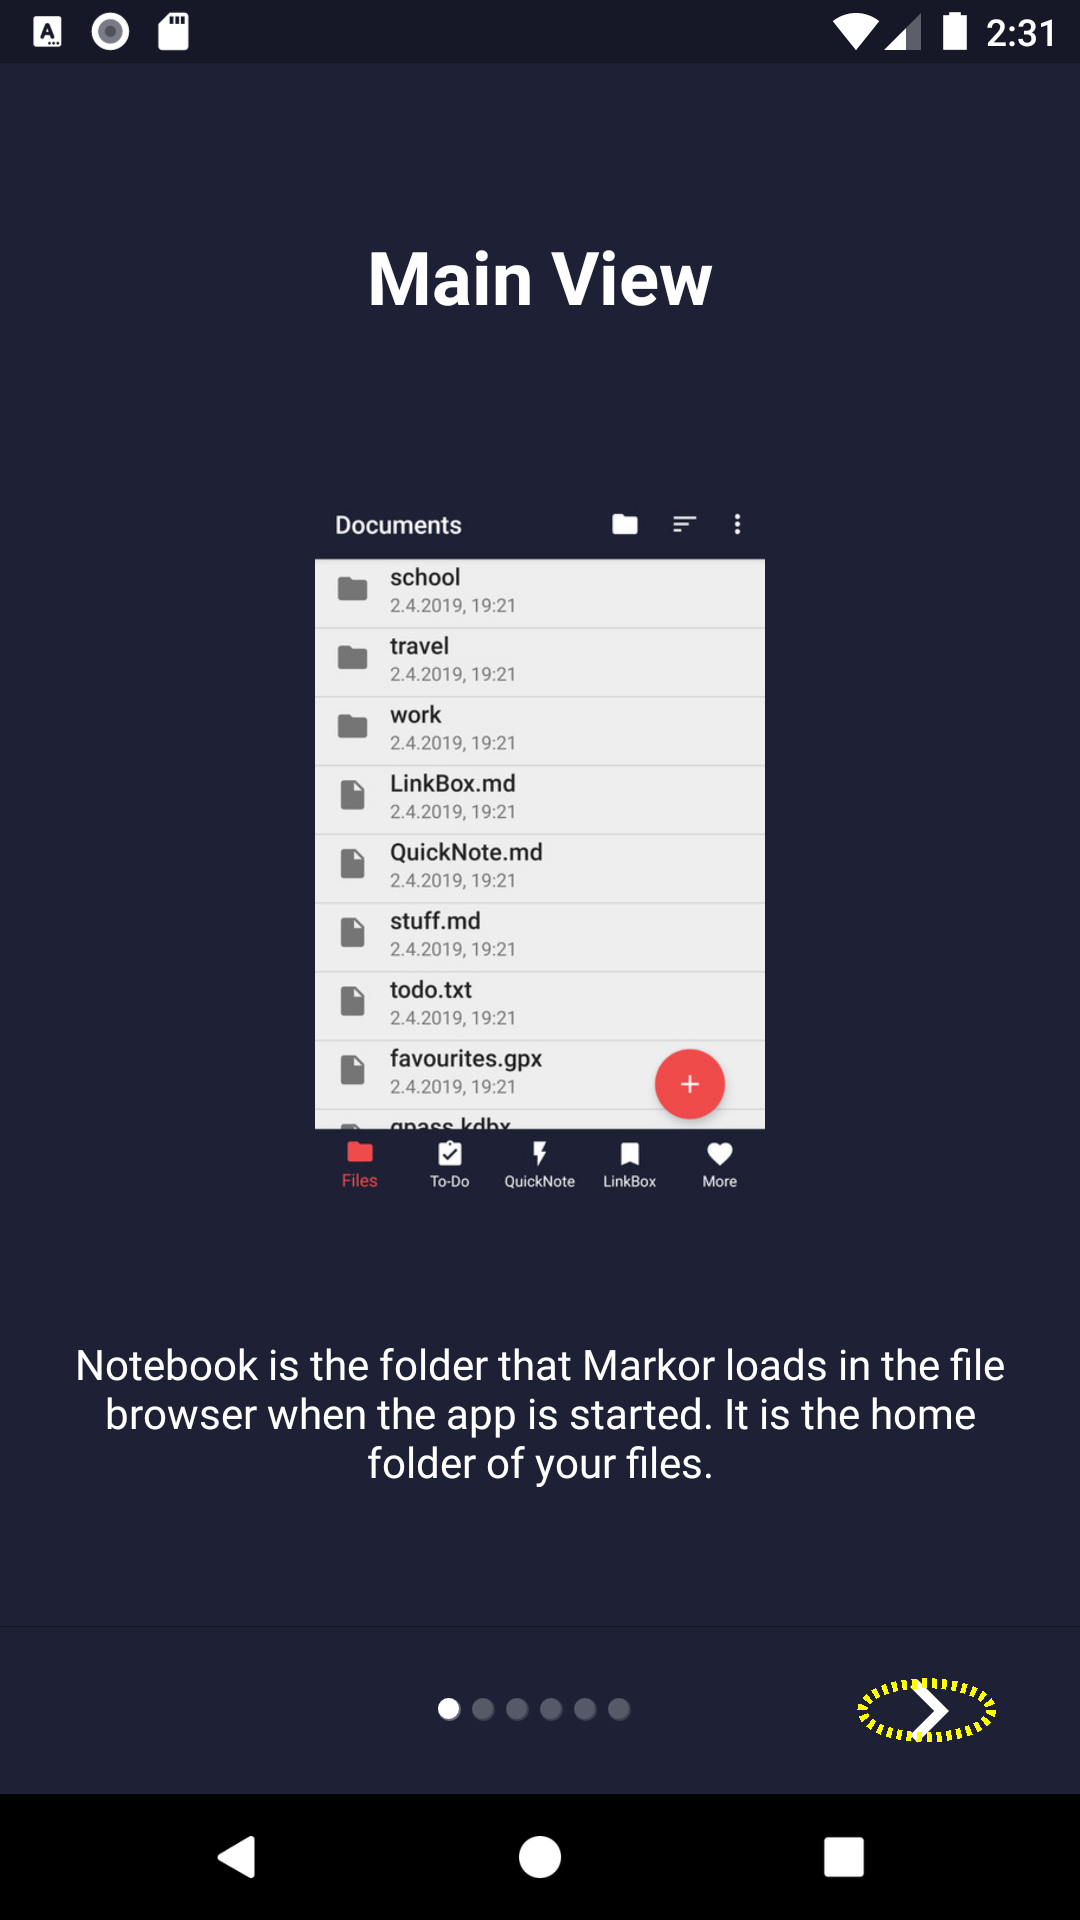 2:31
Main View
Documents
school
2.4.2019, 19:21
travel
2.4.2019, 19:21
work
2.4.2019, 19:21
LinkBox.md
2.4.2019, 19:21
QuickNote.md
2.4.2019, 19:21
stuff.md
2.4.2019, 19:21
todo.txt
2.4.2019, 19:21
favourites.gpx
2.4.2019, 19:21
gpass.kdbx
Files To-Do QuickNote LinkBox More
Notebook is the folder that Markor loads in the file
browser when the app is started. It is the home
folder of your files.